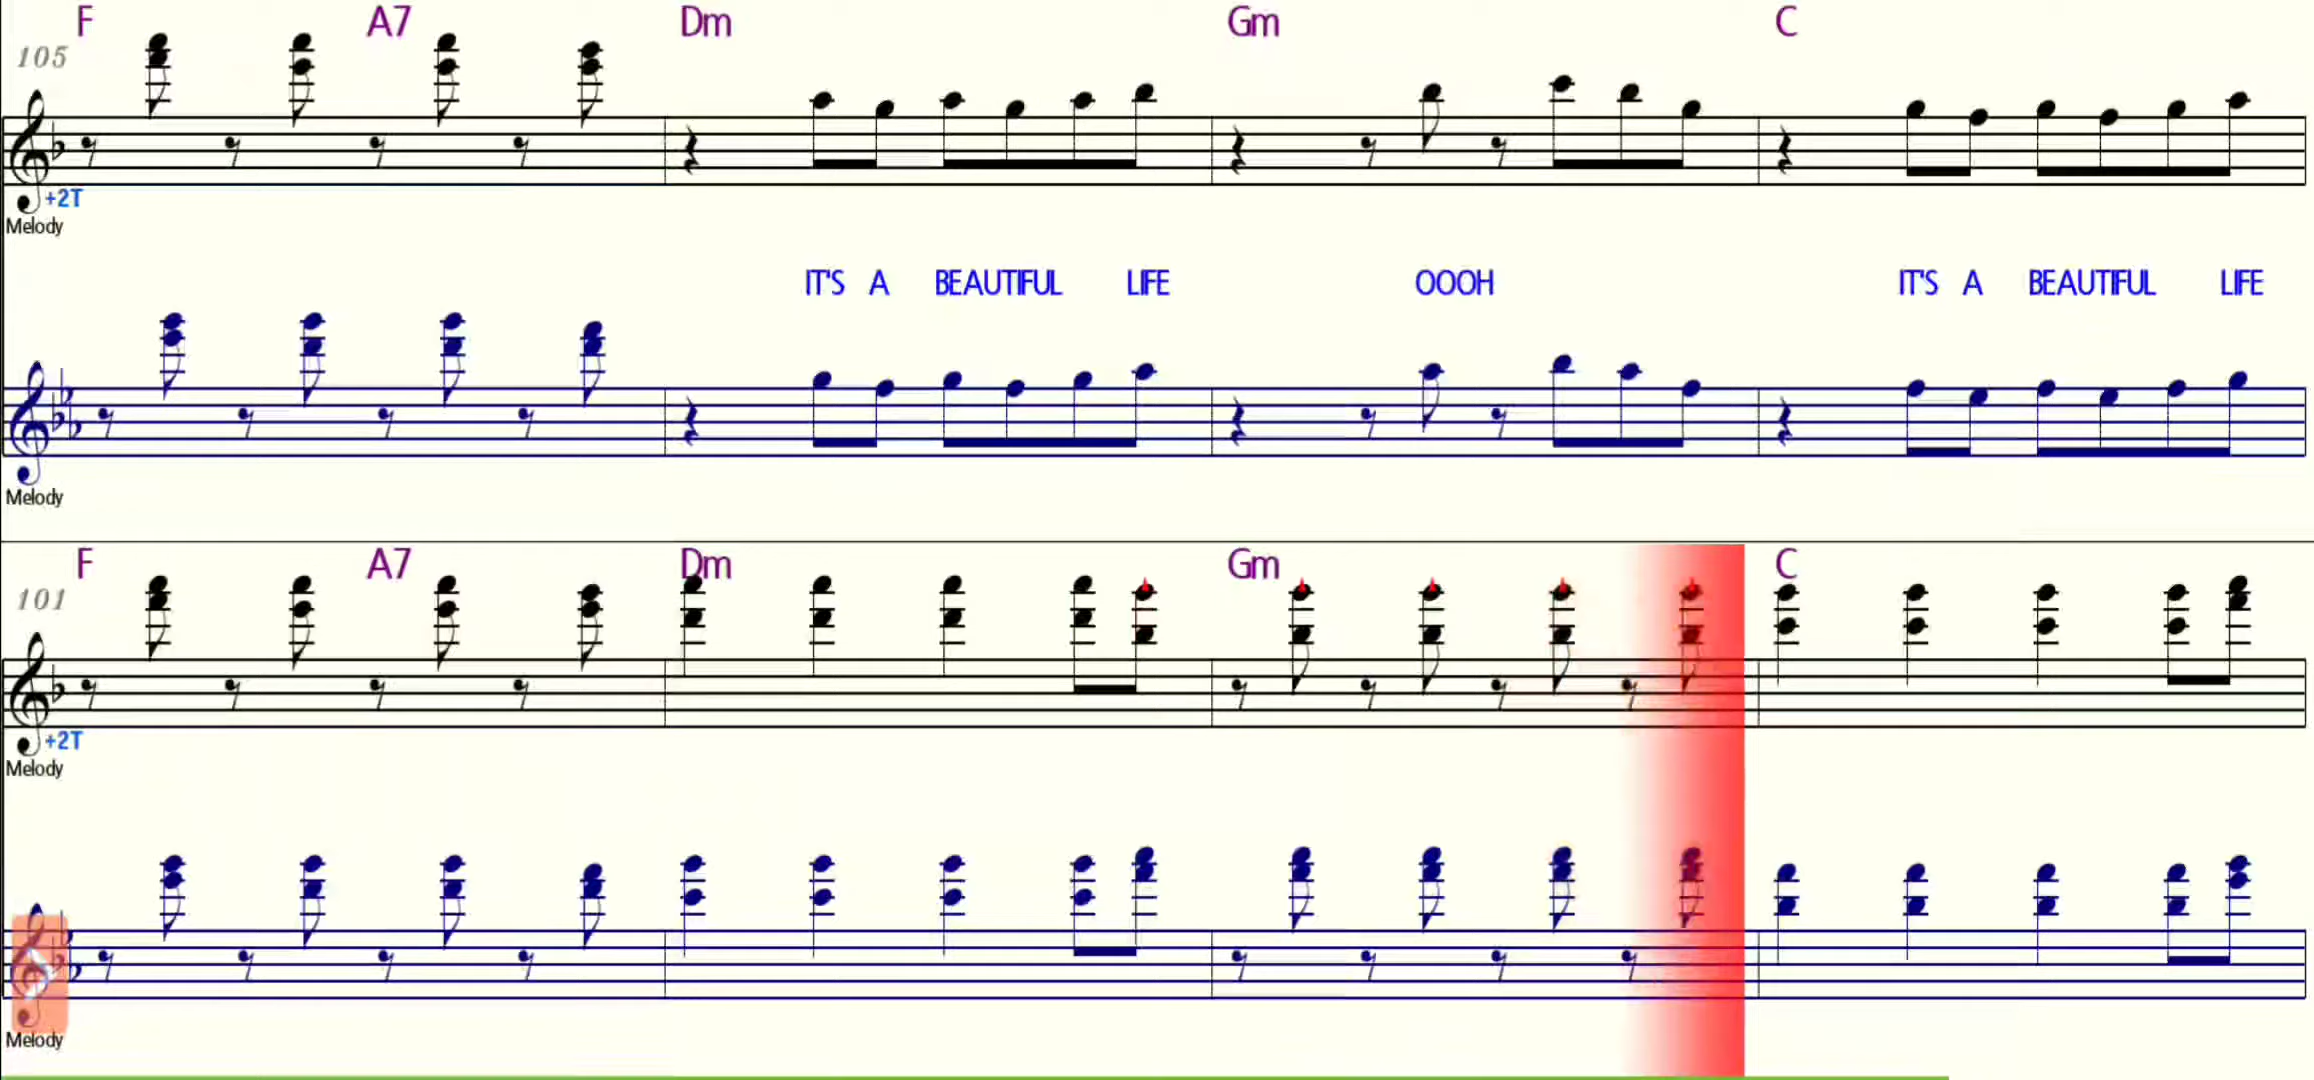 F A7 Dm Gm C
105
+2T
Melody
IT'S A BEAUTIFUL LIFE OOOH IT'S A BEAUTIFUL LIFE
Melody
F A7 Dm Gm C
101
+2T
Melody
Melody